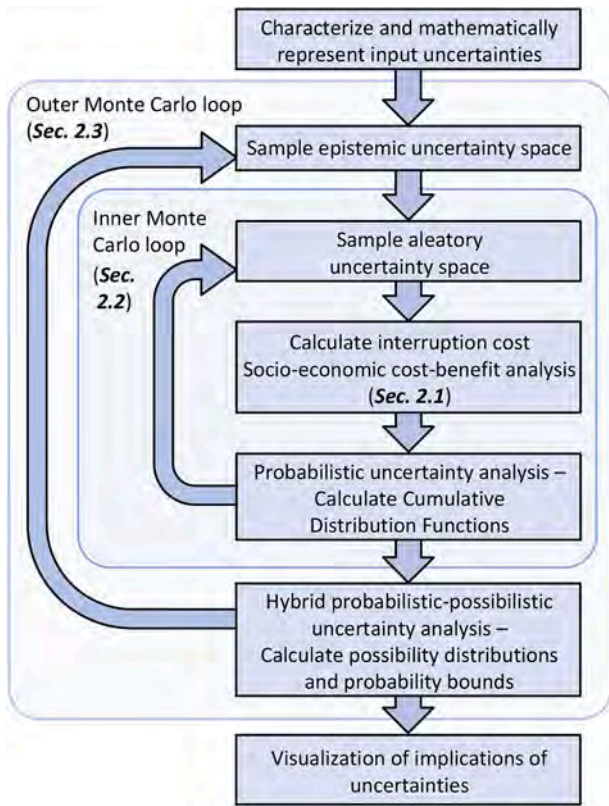 Characterize and mathematically
represent input uncertainties
Outer Monte Carlo loop
(Sec. 2.3)
Sample epistemic uncertainty space
Inner Monte
Carlo loop
(Sec.
2.2)
Sample aleatory
uncertainty space
Calculate interruption cost
Socio-economic cost-benefit analysis
(Sec. 2.1)
Probabilistic uncertainty analysis –
Calculate Cumulative
Distribution Functions
Hybrid probabilistic-possibilistic
uncertainty analysis –
Calculate possibility distributions
and probability bounds
Visualization of implications of
uncertainties